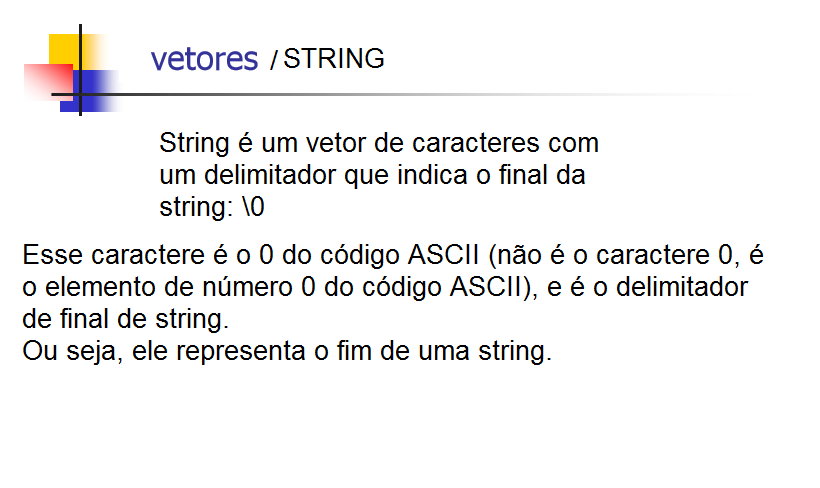 vetores / STRING
String é um vetor de caracteres com
um delimitador que indica o final da
string: \0
Esse caractere é o 0 do código ASCII (não é o caractere 0, é
o elemento de número 0 do código ASCII), e é o delimitador
de final de string.
Ou seja, ele representa o fim de uma string.